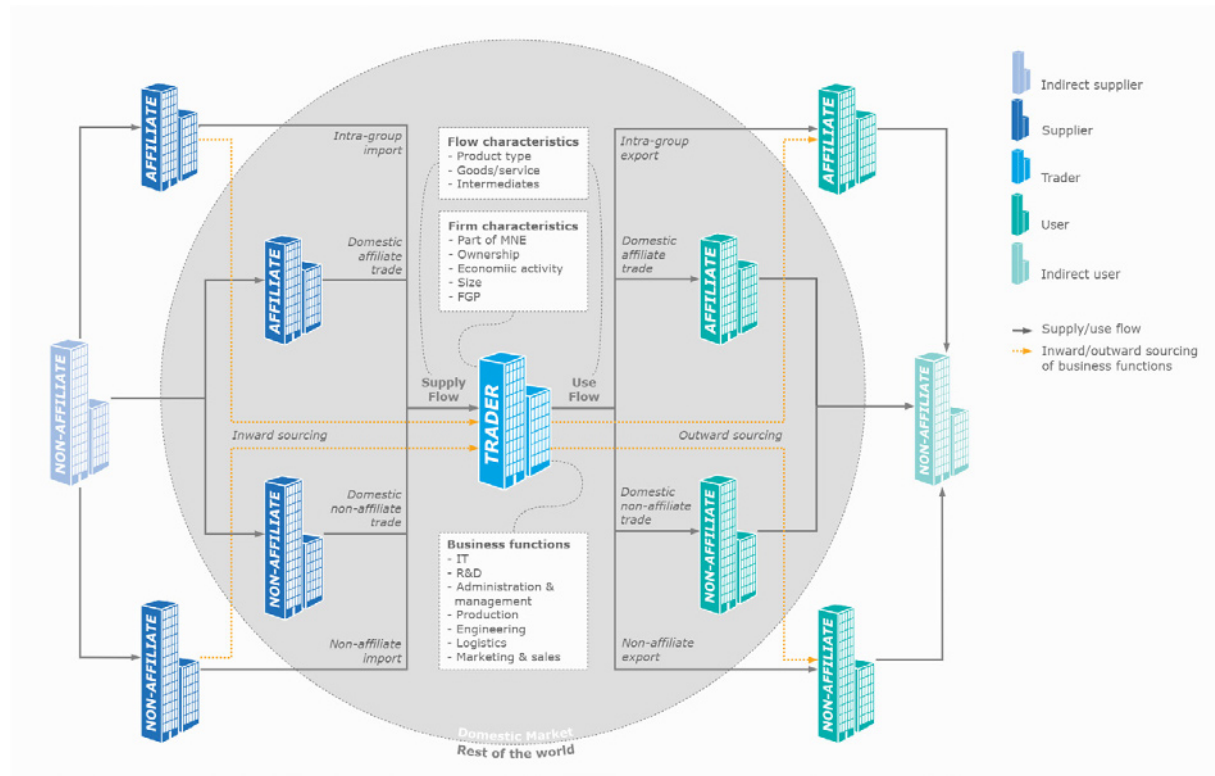 AFFILIATE
Intra-group
import
Flow characteristics
- Product type
- Goods/service
- Intermediates
Intra-group
export
AFFILIATE
Indirect supplier
Supplier
Trader
User
Indirect user
Supply/use flow
Inward/outward sourcing
of business functions
AFFILIATE
Domestic
affiliate
trade
Firm characteristics
- Part of MNE
- Ownership
- Economiic activity
- Size
- FGP
Domestic
affiliate
trade
AFFILIATE
NON-AFFILIATE
Supply
Flow
TRADER
Use
Flow
NON-AFFILIATE
Inward sourcing
Outward sourcing
NON-AFFILIATE
Domestic
non-affiliate
trade
Domestic
non-affiliate
trade
NON-AFFILIATE
Business functions
- IT
- R&D
- Administration &
management
- Production
- Engineering
- Logistics
- Marketing & sales
NON-AFFILIATE
Non-affiliate
import
Non-affiliate
export
NON-AFFILIATE
Domestic Market
Rest of the world